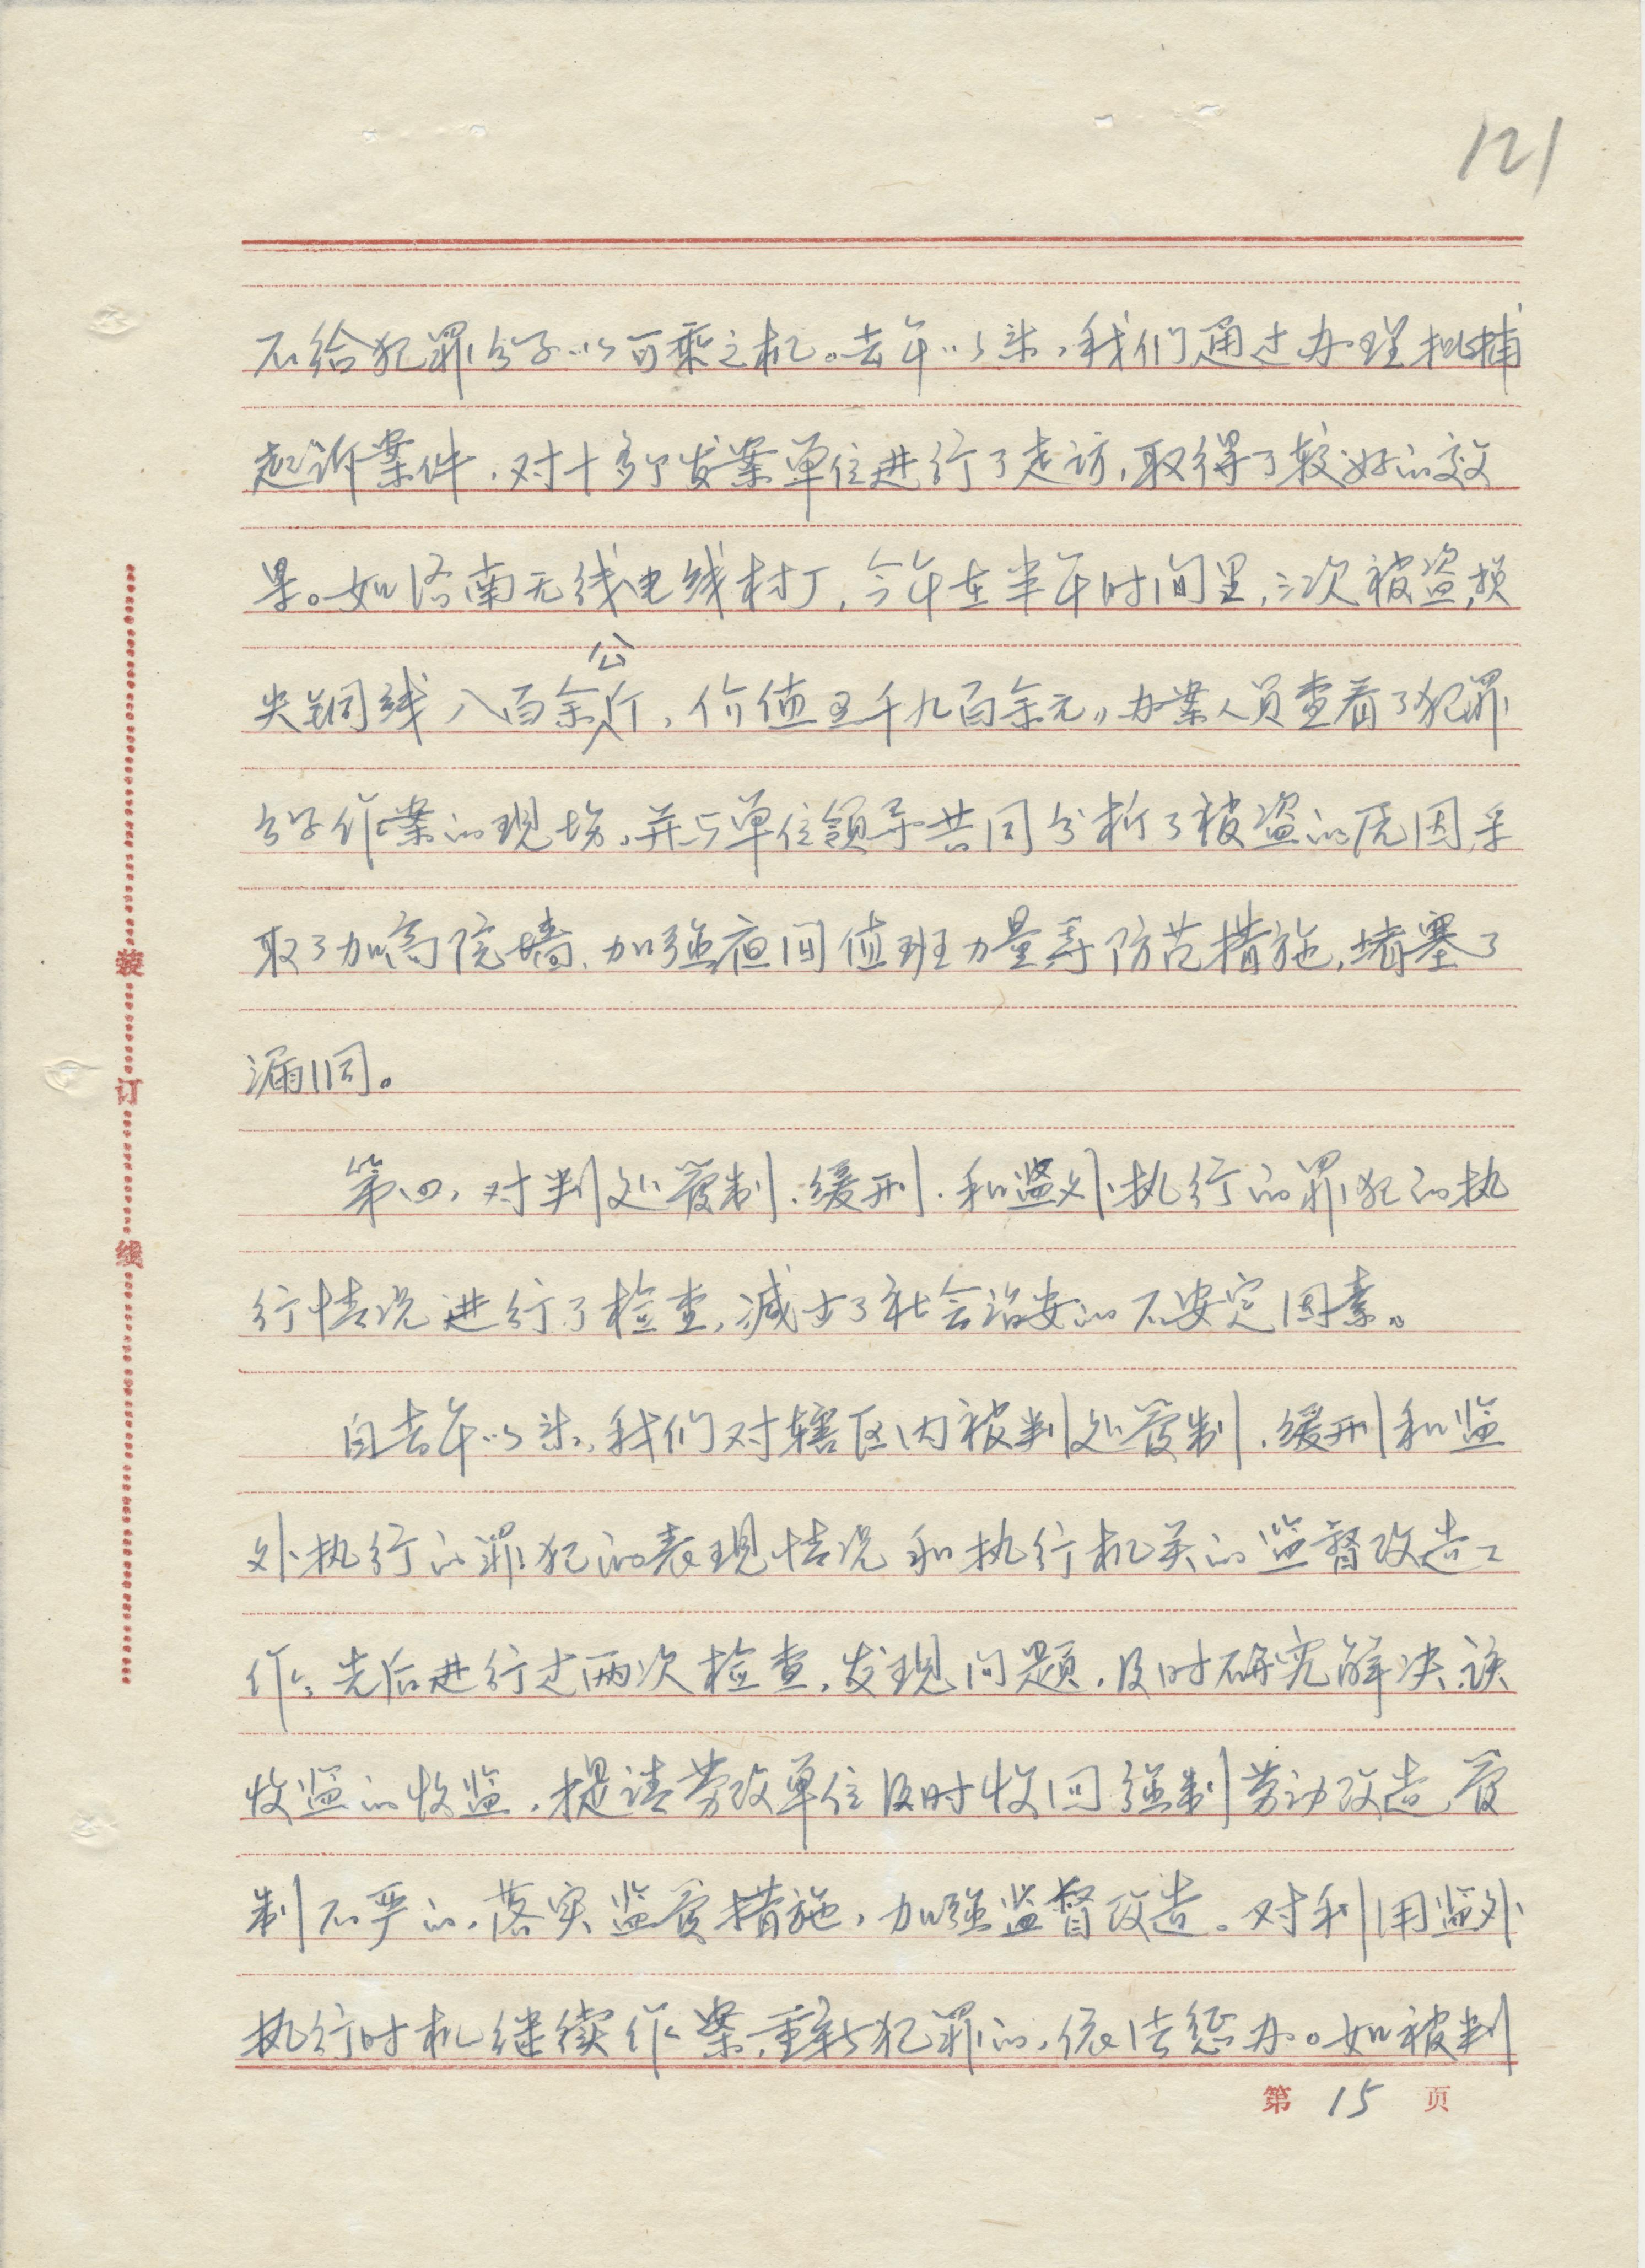 121
不给犯罪分子以可乘之机。去年以来,我们通过办理批捕
起诉案件,对十多个发案单位进行了走访,取得了较好的效
果。如济南无线电线材厂,今年在半年时间里,三次被盗,损
失铜线八百余公斤,价值五千九百余元。办案人员查看了犯罪
分子作案的现场,并与单位领导共同分析了被盗的原因,采
取了加高院墙、加强夜间值班力量等防范措施,堵塞了
漏洞。
第四,对判处管制、缓刑、和监外执行的罪犯的执
行情况进行了检查,减少了社会治安的不安定因素。
自去年以来,我们对辖区内被判处管制、缓刑和监
外执行的罪犯的表现情况和执行机关的监督改造工
作,先后进行过两次检查,发现问题,及时研究解决,该
收监的收监,提请劳改单位及时收回强制劳动改造,管
制不严的,落实监管措施,加强监督改造。对利用监外
执行时机继续作案,重新犯罪的,依法惩办。如被判
第 15 页
装
订
线